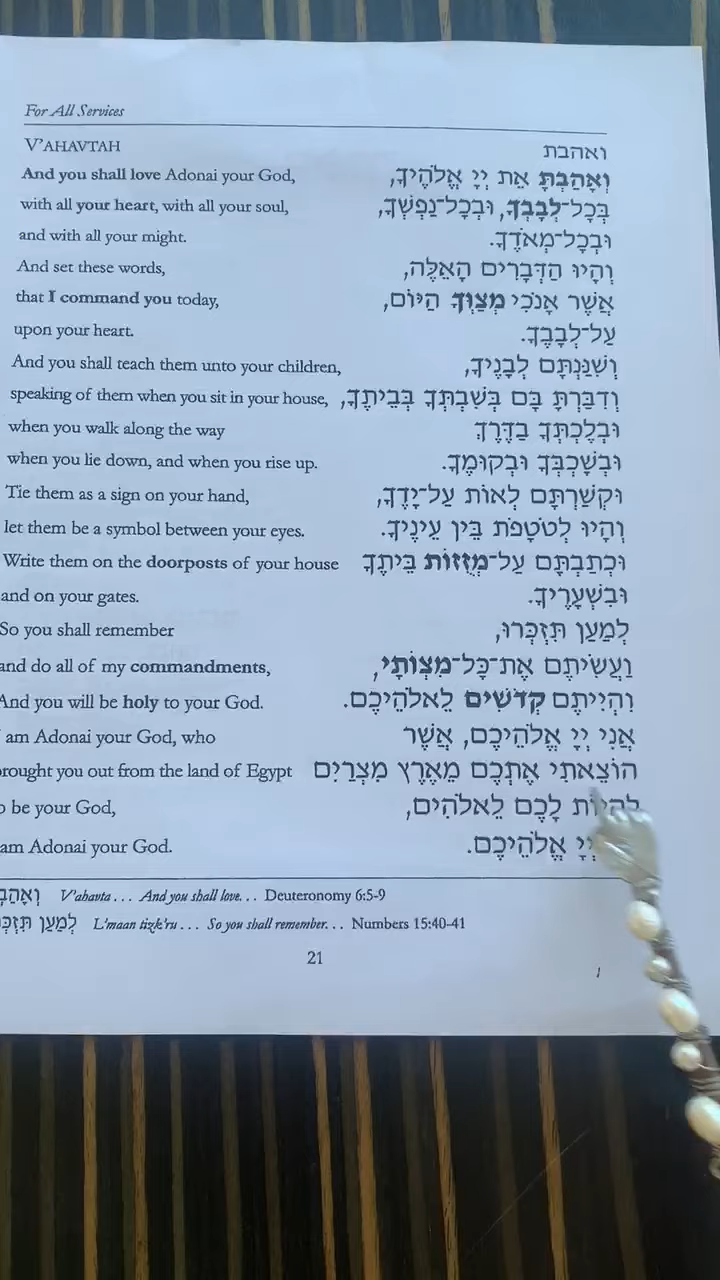 For All Services
V'AHAVTAH ואהבת
And you shall love Adonai your God, וְאָהַבְתָּ אֵת יְיָ אֱלֹהֶיךָ,
with all your heart, with all your soul, בְּכָל־לְבָבְךָ, וּבְכָל־נַפְשְׁךָ,
and with all your might. וּבְכָל־מְאֹדֶךָ.
And set these words, וְהָיוּ הַדְּבָרִים הָאֵלֶּה,
that I command you today, אֲשֶׁר אָנֹכִי מְצַוְּךָ הַיּוֹם,
upon your heart. עַל־לְבָבֶךָ.
And you shall teach them unto your children, וְשִׁנַּנְתָּם לְבָנֶיךָ,
speaking of them when you sit in your house, וְדִבַּרְתָּ בָּם בְּשִׁבְתְּךָ בְּבֵיתֶךָ,
when you walk along the way וּבְלֶכְתְּךָ בַדֶּרֶךְ
when you lie down, and when you rise up. וּבְשָׁכְבְּךָ וּבְקוּמֶךָ.
Tie them as a sign on your hand, וּקְשַׁרְתָּם לְאוֹת עַל־יָדֶךָ,
let them be a symbol between your eyes. וְהָיוּ לְטֹטָפֹת בֵּין עֵינֶיךָ.
Write them on the doorposts of your house וּכְתַבְתָּם עַל־מְזֻזוֹת בֵּיתֶךָ
and on your gates. וּבִשְׁעָרֶיךָ.
So you shall remember לְמַעַן תִּזְכְּרוּ,
and do all of my commandments, וַעֲשִׂיתֶם אֶת־כָּל־מִצְוֹתָי,
And you will be holy to your God. וִהְיִיתֶם קְדֹשִׁים לֵאלֹהֵיכֶם.
am Adonai your God, who אֲנִי יְיָ אֱלֹהֵיכֶם, אֲשֶׁר
rought you out from the land of Egypt הוֹצֵאתִי אֶתְכֶם מֵאֶרֶץ מִצְרַיִם
o be your God, לִהְיוֹת לָכֶם לֵאלֹהִים,
am Adonai your God. יְיָ אֱלֹהֵיכֶם.
וְאָהַבְ V'ahavta . . . And you shall love. . . Deuteronomy 6:5-9
לְמַעַן תִּזְכְּ L'maan tizk'ru . . . So you shall remember. . . Numbers 15:40-41
21